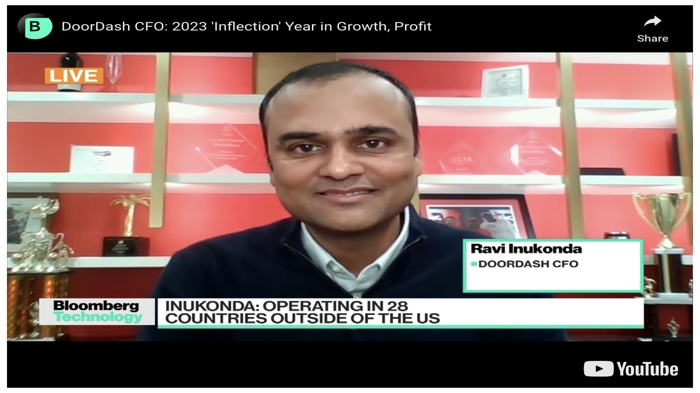 B
DoorDash CFO: 2023 'Inflection' Year in Growth, Profit
Share
LIVE
Ravi Inukonda
DOORDASH CFO
Bloomberg
Technology
INUKONDA: OPERATING IN 28
COUNTRIES OUTSIDE OF THE US
YouTube